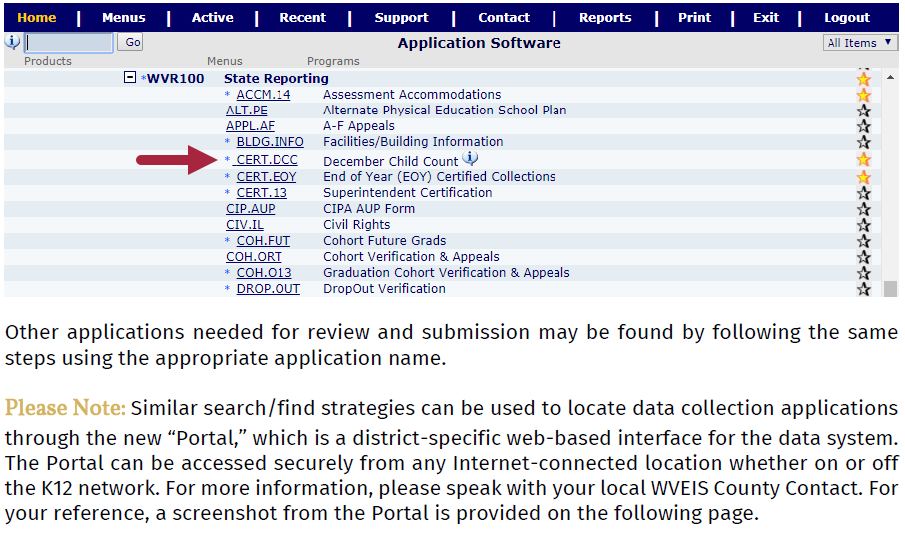 Home | Menus | Active | Recent | Support | Contact | Reports | Print | Exit | Logout
Go Application Software All Items
Products Menus Programs
*WVR100 State Reporting
* ACCM.14 Assessment Accommodations
ALT.PE Alternate Physical Education School Plan
APPL.AF A-F Appeals
* BLDG.INFO Facilities/Building Information
* CERT.DCC December Child Count
* CERT.EOY End of Year (EOY) Certified Collections
* CERT.13 Superintendent Certification
CIP.AUP CIPA AUP Form
CIV.IL Civil Rights
* COH.FUT Cohort Future Grads
COH.ORT Cohort Verification & Appeals
* COH.O13 Graduation Cohort Verification & Appeals
* DROP.OUT DropOut Verification
Other applications needed for review and submission may be found by following the same
steps using the appropriate application name.
Please Note: Similar search/find strategies can be used to locate data collection applications
through the new “Portal,” which is a district-specific web-based interface for the data system.
The Portal can be accessed securely from any Internet-connected location whether on or off
the K12 network. For more information, please speak with your local WVEIS County Contact. For
your reference, a screenshot from the Portal is provided on the following page.